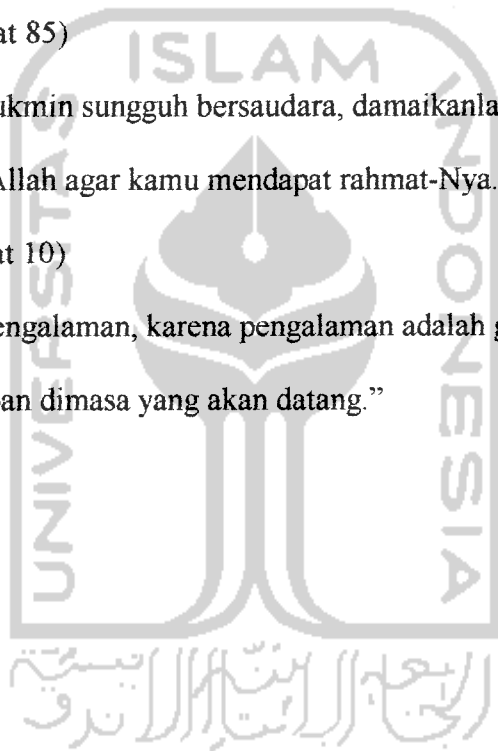 at 85)
ISLAM
ukmin sungguh bersaudara, damaikanla
Allah agar kamu mendapat rahmat-Nya.
at 10)
engalaman, karena pengalaman adalah g
an dimasa yang akan datang.”
UNIVERSITAS
INDONESIA